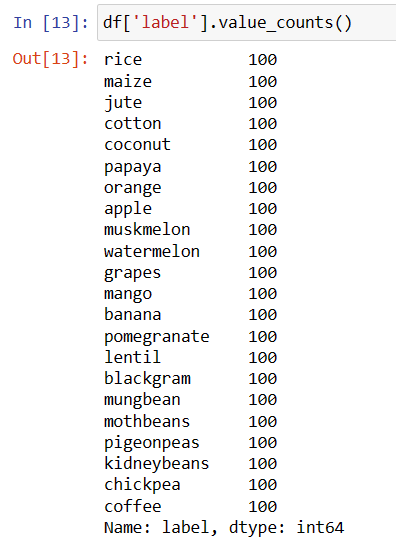 In [13]: df['label'].value_counts()
Out[13]: rice 100
maize 100
jute 100
cotton 100
coconut 100
papaya 100
orange 100
apple 100
muskmelon 100
watermelon 100
grapes 100
mango 100
banana 100
pomegranate 100
lentil 100
blackgram 100
mungbean 100
mothbeans 100
pigeonpeas 100
kidneybeans 100
chickpea 100
coffee 100
Name: label, dtype: int64